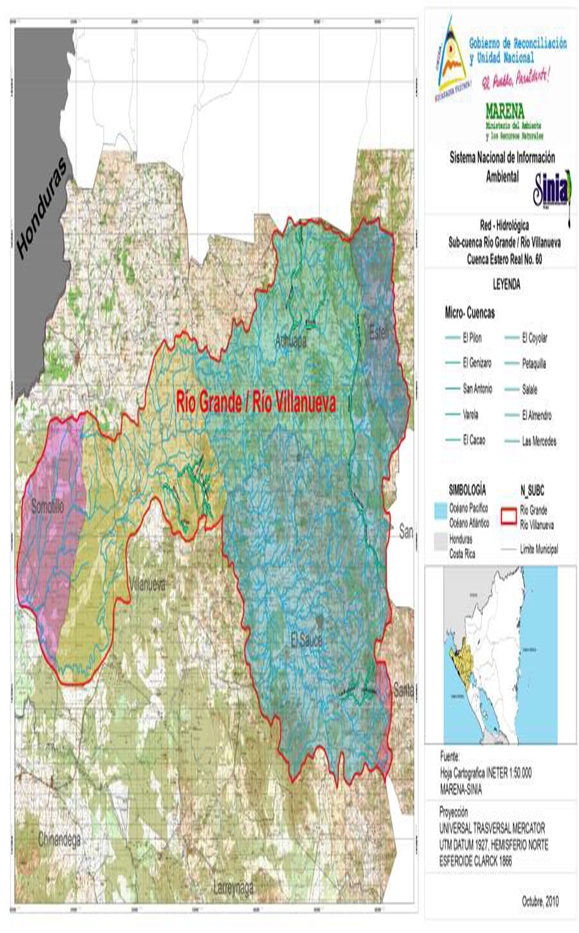 Honduras
Achuapa
Estelí
Río Grande / Río Villanueva
Somotillo
Villanueva
San
El Sauce
Santa
Chinandega
Larreynaga
Gobierno de Reconciliación
y Unidad Nacional
El Pueblo, Presidente!
MARENA
Ministerio del Ambiente
y los Recursos Naturales
Sistema Nacional de Información
Ambiental
Sinia
Red - Hidrológica
Sub-cuenca Río Grande / Río Villanueva
Cuenca Estero Real No. 60
LEYENDA
Micro- Cuencas
El Pilon
El Genizaro
San Antonio
Varela
El Cacao
El Coyolar
Petaquilla
Salale
El Almendro
Las Mercedes
SIMBOLOGÍA
Océano Pacifico
Océano Atlántico
Honduras
Costa Rica
N_SUBC
Río Grande
Río Villanueva
Limite Municipal
Fuente:
Hoja Cartografica INETER 1:50.000
MARENA-SINIA
Proyección
UNIVERSAL TRASVERSAL MERCATOR
UTM DATUM 1927, HEMISFERIO NORTE
ESFEROIDE CLARCK 1866
Octubre, 2010